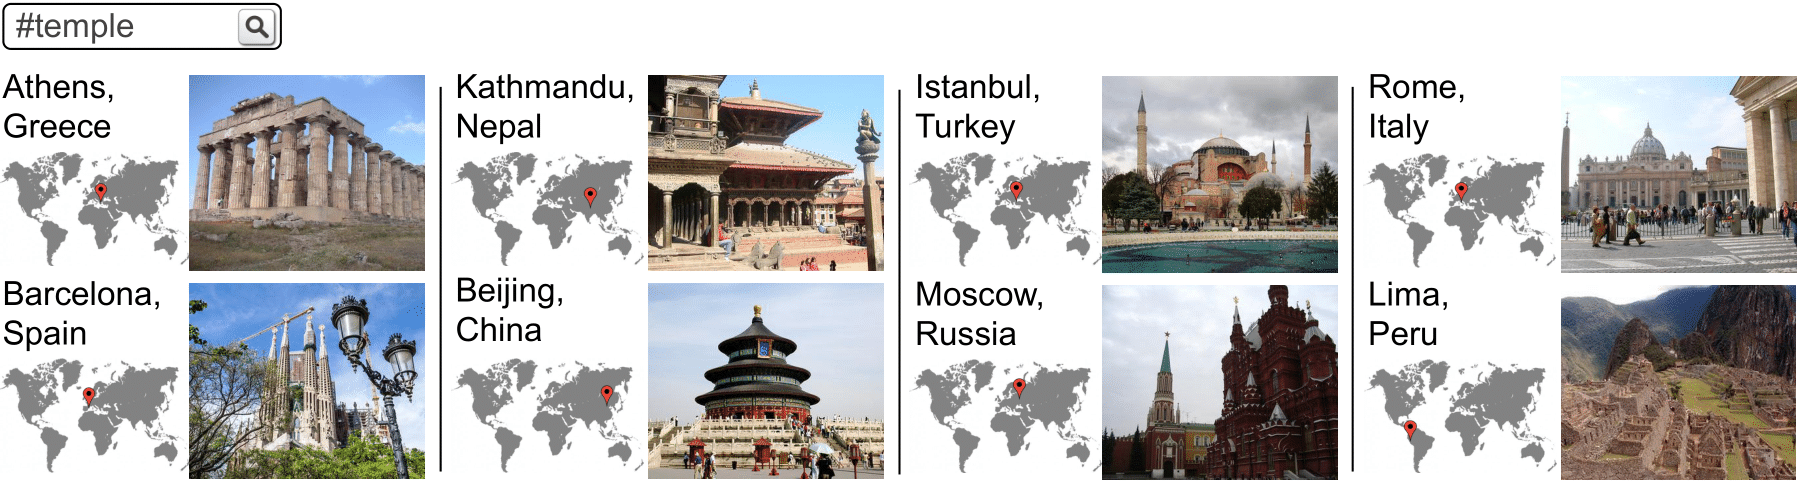 #temple
Athens,
Greece
Kathmandu,
Nepal
Istanbul,
Turkey
Rome,
Italy
Barcelona,
Spain
Beijing,
China
Moscow,
Russia
Lima,
Peru